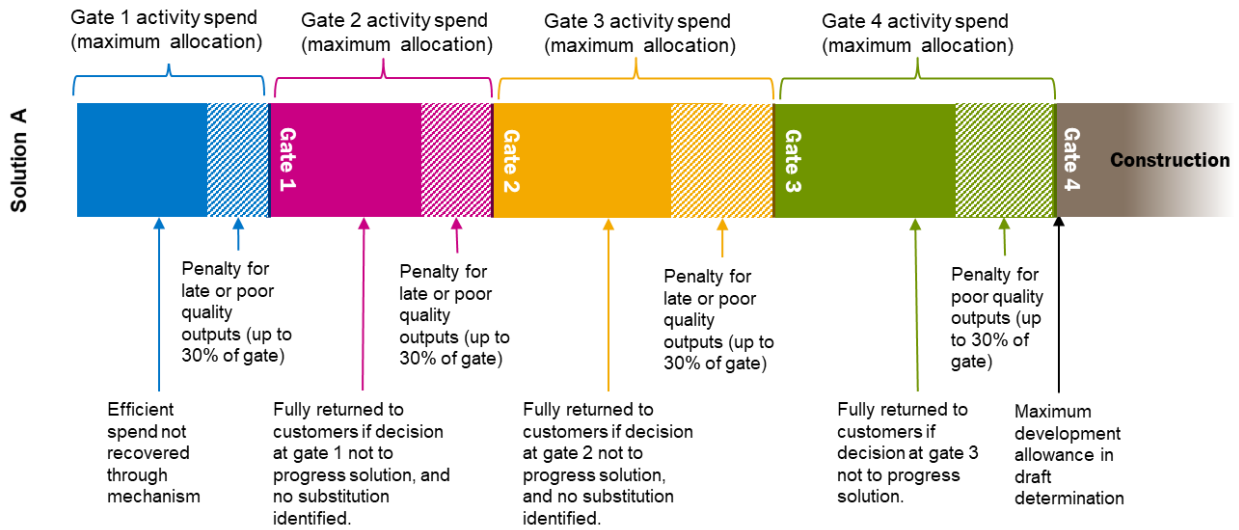 Gate 1 activity spend
(maximum allocation)
Gate 2 activity spend
(maximum allocation)
Gate 3 activity spend
(maximum allocation)
Gate 4 activity spend
(maximum allocation)
Solution A
Gate 1
Gate 2
Gate 3
Gate 4
Construction
Penalty for
late or poor
quality
outputs (up to
30% of gate)
Penalty for
late or poor
quality
outputs (up to
30% of gate)
Penalty for
late or poor
quality
outputs (up to
30% of gate)
Penalty for
poor quality
outputs (up
to 30% of
gate)
Efficient
spend not
recovered
through
mechanism
Fully returned to
customers if decision
at gate 1 not to
progress solution, and
no substitution
identified.
Fully returned to
customers if decision
at gate 2 not to
progress solution,
and no substitution
identified.
Fully returned to
customers if
decision at gate 3
not to progress
solution.
Maximum
development
allowance in
draft
determination